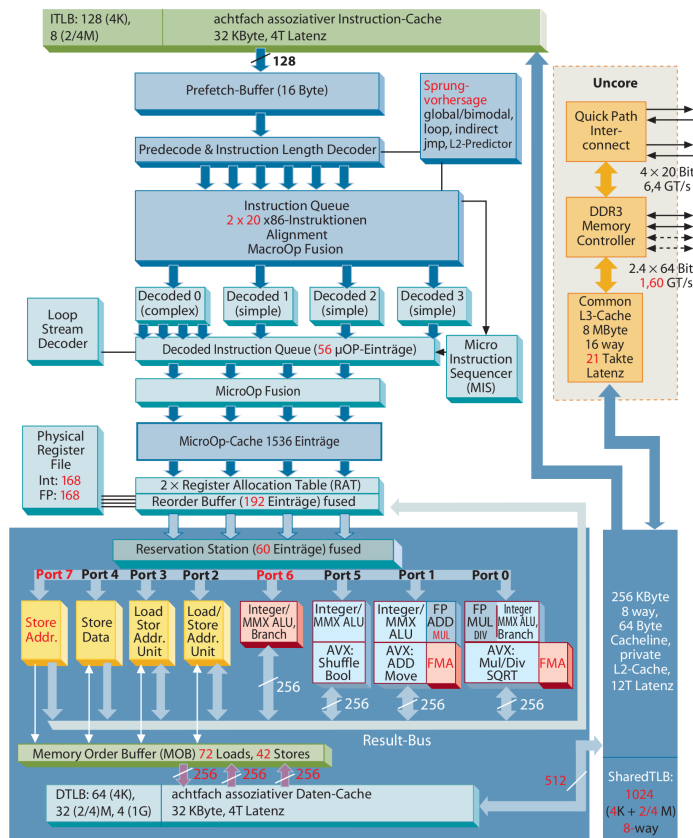 ITLB: 128 (4K),
8 (2/4M)
achtfach assoziativer Instruction-Cache
32 KByte, 4T Latenz
128
Prefetch-Buffer (16 Byte)
Sprung-
vorhersage
global/bimodal,
loop, indirect
jmp, L2-Predictor
Predecode & Instruction Length Decoder
Instruction Queue
2 x 20 x86-Instruktionen
Alignment
MacroOp Fusion
Decoded 0
(complex)
Decoded 1
(simple)
Decoded 2
(simple)
Decoded 3
(simple)
Loop
Stream
Decoder
Decoded Instruction Queue (56 µOP-Einträge)
Micro
Instruction
Sequencer
(MIS)
MicroOp Fusion
MicroOp-Cache 1536 Einträge
Physical
Register
File
Int: 168
FP: 168
2 × Register Allocation Table (RAT)
Reorder Buffer (192 Einträge) fused
Reservation Station (60 Einträge) fused
Port 7
Port 4
Port 3
Port 2
Port 6
Port 5
Port 1
Port 0
Store
Addr.
Store
Data
Load
Stor
Addr.
Unit
Load/
Store
Addr.
Unit
Integer/
MMX ALU,
Branch
Integer/
MMX ALU
AVX:
Shuffle
Bool
Integer/
MMX
ALU
FP
ADD
MUL
AVX:
ADD
Move
FMA
FP
MUL
DIV
Integer
MMX ALU,
Branch
AVX:
Mul/Div
SQRT
FMA
256
256
256
256
Result-Bus
Memory Order Buffer (MOB) 72 Loads, 42 Stores
256
256
256
DTLB: 64 (4K),
32 (2/4)M, 4 (1G)
achtfach assoziativer Daten-Cache
32 KByte, 4T Latenz
512
Uncore
Quick Path
Inter-
connect
4 × 20 Bit
6,4 GT/s
DDR3
Memory
Controller
2.4 × 64 Bit
1,60 GT/s
Common
L3-Cache
8 MByte
16 way
21 Takte
Latenz
256 KByte
8 way,
64 Byte
Cacheline,
private
L2-Cache,
12T Latenz
SharedTLB:
1024
(4K + 2/4 M)
8-way